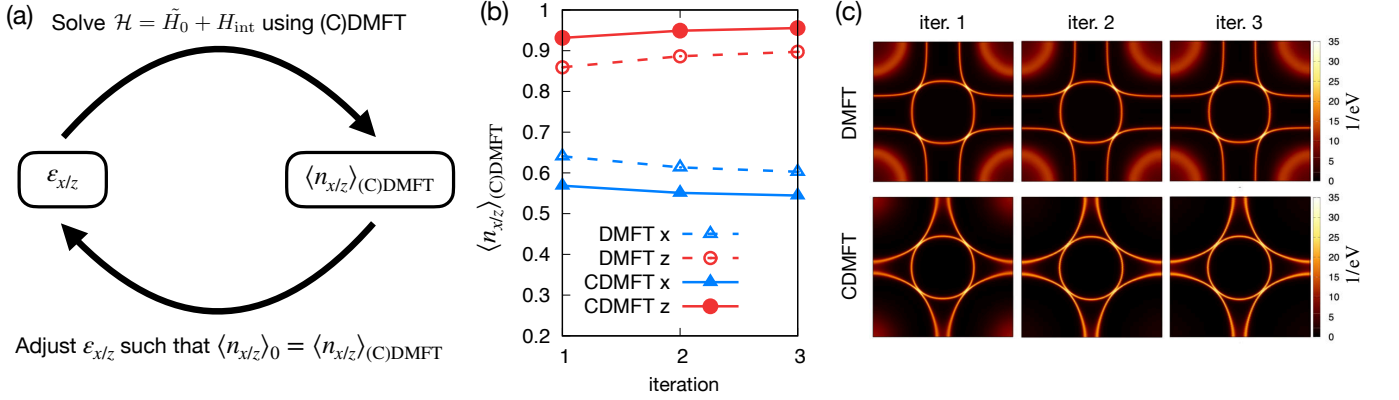 (a)
Solve ℋ = H̃₀ + H_int using (C)DMFT
ε_x/z
⟨n_x/z⟩_(C)DMFT
Adjust ε_x/z such that ⟨n_x/z⟩₀ = ⟨n_x/z⟩_(C)DMFT
(b)
⟨n_x/z⟩_(C)DMFT
1
0.9
0.8
0.7
0.6
0.5
0.4
0.3
0.2
DMFT x
DMFT z
CDMFT x
CDMFT z
1 2 3
iteration
(c)
iter. 1 iter. 2 iter. 3
DMFT
35
30
25
20
15
10
5
0
1/eV
CDMFT
35
30
25
20
15
10
5
0
1/eV